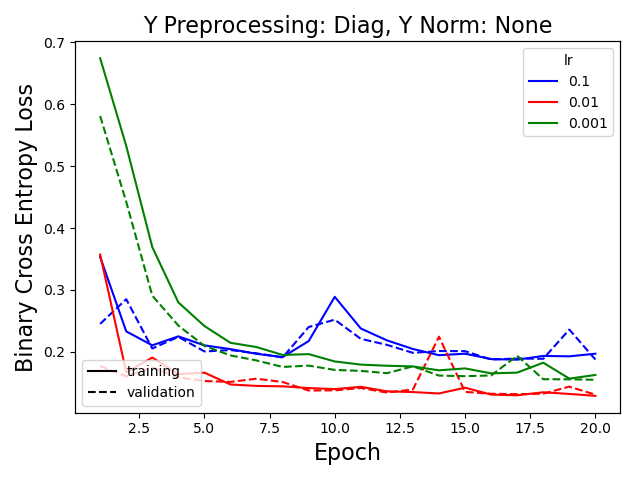 Y Preprocessing: Diag, Y Norm: None
0.7
0.6
0.5
0.4
0.3
0.2
Binary Cross Entropy Loss
lr
0.1
0.01
0.001
training
validation
2.5 5.0 7.5 10.0 12.5 15.0 17.5 20.0
Epoch